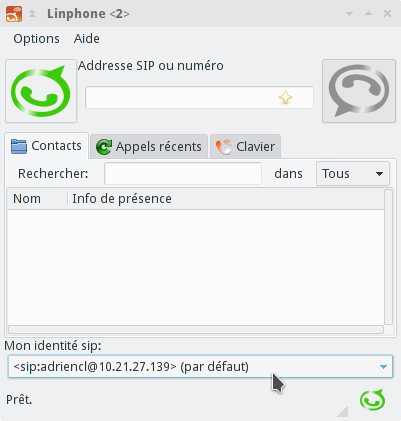 Linphone <2>
Options Aide
Addresse SIP ou numéro
Contacts Appels récents Clavier
Rechercher: dans Tous
Nom Info de présence
Mon identité sip:
<sip:adriencl@10.21.27.139> (par défaut)
Prêt.